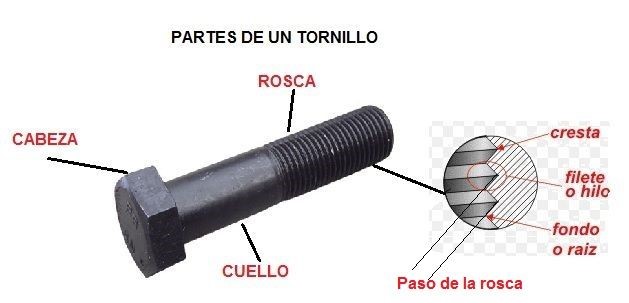 PARTES DE UN TORNILLO
ROSCA
CABEZA
CUELLO
cresta
filete
o hilo
fondo
o raiz
Paso de la rosca